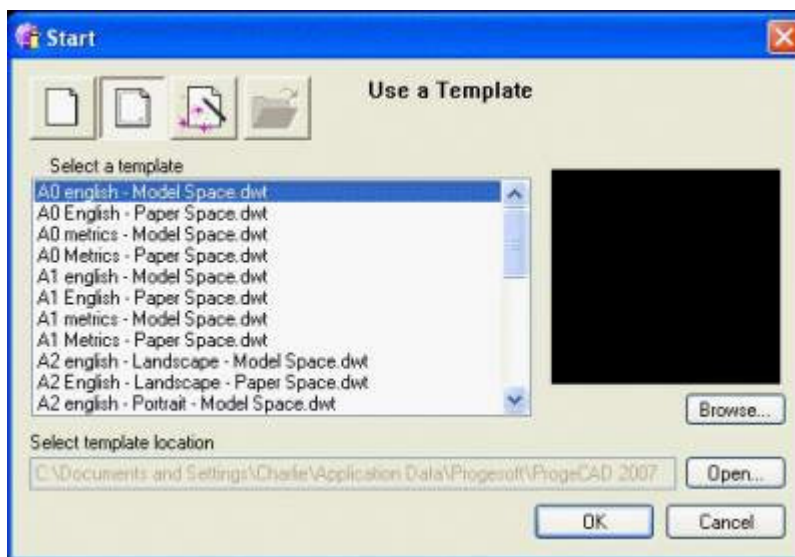 Start
Use a Template
Select a template
A0 english - Model Space.dwt
A0 English - Paper Space.dwt
A0 metrics - Model Space.dwt
A0 Metrics - Paper Space.dwt
A1 english - Model Space.dwt
A1 English - Paper Space.dwt
A1 metrics - Model Space.dwt
A1 Metrics - Paper Space.dwt
A2 english - Landscape - Model Space.dwt
A2 English - Landscape - Paper Space.dwt
A2 english - Portrait - Model Space.dwt
Browse...
Select template location
C:\Documents and Settings\Charlie\Application Data\Progesoft\ProgeCAD 2007
Open...
OK
Cancel